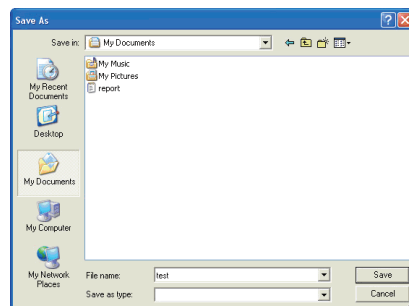 Save As
Save in:
My Documents
My Music
My Pictures
report
My Recent
Documents
Desktop
My Documents
My Computer
My Network
Places
File name:
test
Save
Save as type:
Cancel